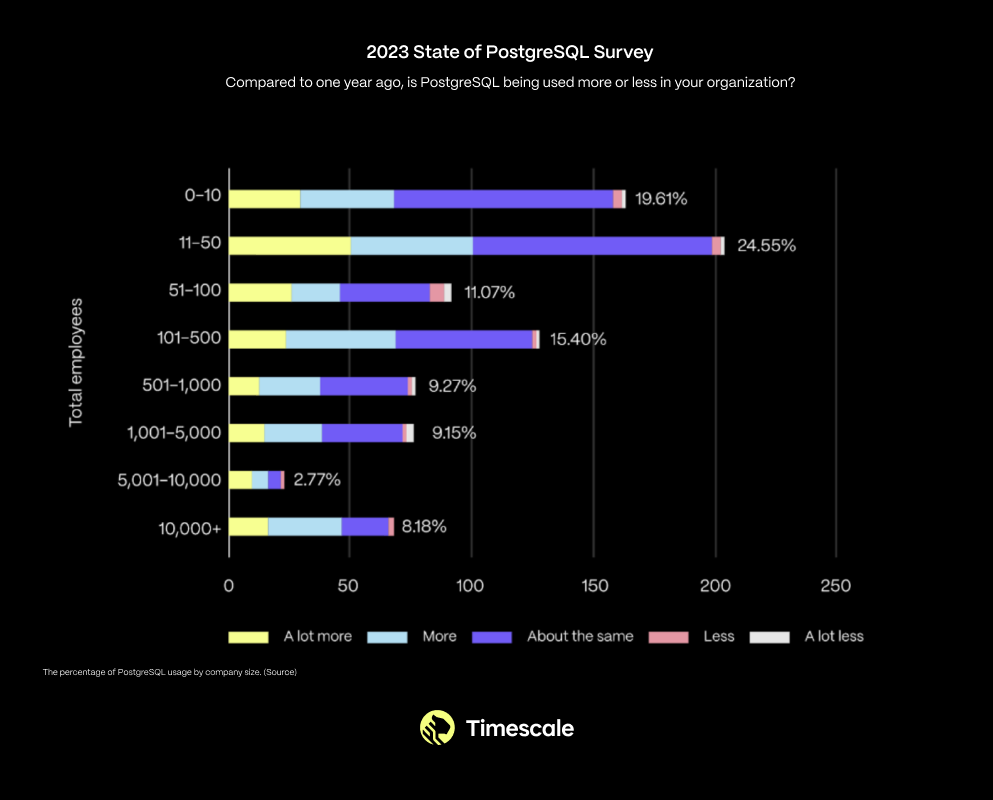 2023 State of PostgreSQL Survey
Compared to one year ago, is PostgreSQL being used more or less in your organization?
Total employees
0–10 19.61%
11–50 24.55%
51–100 11.07%
101–500 15.40%
501–1,000 9.27%
1,001–5,000 9.15%
5,001–10,000 2.77%
10,000+ 8.18%
0 50 100 150 200 250
A lot more More About the same Less A lot less
The percentage of PostgreSQL usage by company size. (Source)
Timescale